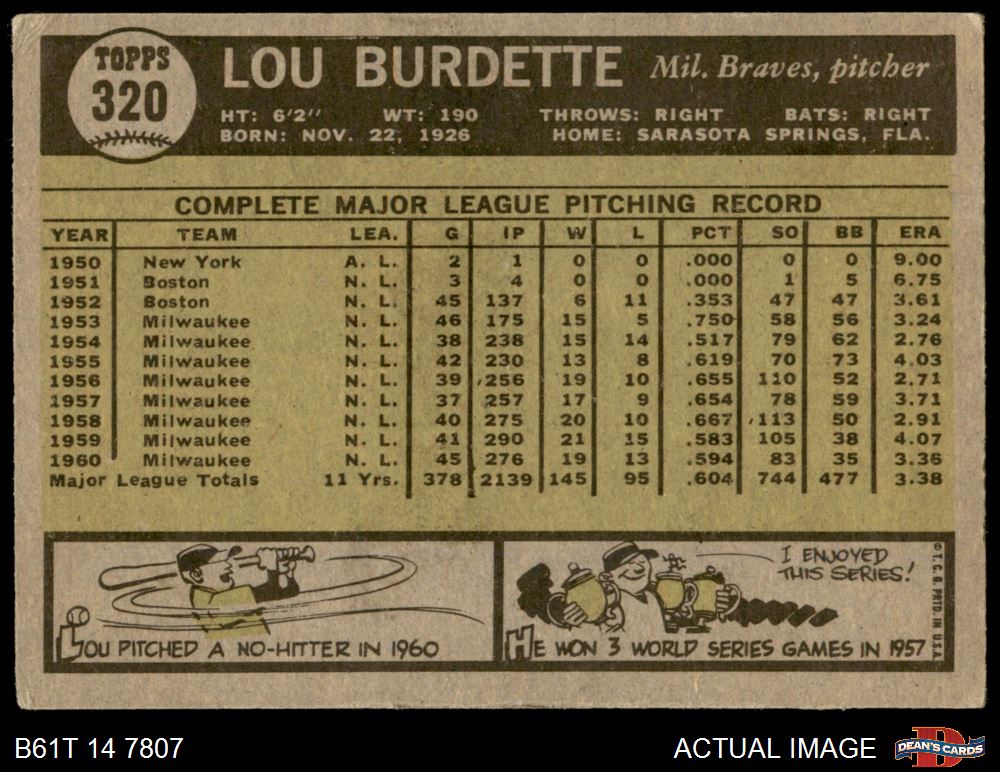 TOPPS
320
LOU BURDETTE Mil. Braves, pitcher
HT: 6'2" WT: 190 THROWS: RIGHT BATS: RIGHT
BORN: NOV. 22, 1926 HOME: SARASOTA SPRINGS, FLA.
COMPLETE MAJOR LEAGUE PITCHING RECORD
YEAR TEAM LEA. G IP W L PCT SO BB ERA
1950 New York A. L. 2 1 0 0 .000 0 0 9.00
1951 Boston N. L. 3 4 0 0 .000 1 5 6.75
1952 Boston N. L. 45 137 6 11 .353 47 47 3.61
1953 Milwaukee N. L. 46 175 15 5 .750 58 56 3.24
1954 Milwaukee N. L. 38 238 15 14 .517 79 62 2.76
1955 Milwaukee N. L. 42 230 13 8 .619 70 73 4.03
1956 Milwaukee N. L. 39 256 19 10 .655 110 52 2.71
1957 Milwaukee N. L. 37 257 17 9 .654 78 59 3.71
1958 Milwaukee N. L. 40 275 20 10 .667 113 50 2.91
1959 Milwaukee N. L. 41 290 21 15 .583 105 38 4.07
1960 Milwaukee N. L. 45 276 19 13 .594 83 35 3.36
Major League Totals 11 Yrs. 378 2139 145 95 .604 744 477 3.38
LOU PITCHED A NO-HITTER IN 1960
I ENJOYED
THIS SERIES!
HE WON 3 WORLD SERIES GAMES IN 1957
© T. C. G. PRTD. IN U.S.A.
B61T 14 7807
ACTUAL IMAGE
DEAN'S CARDS